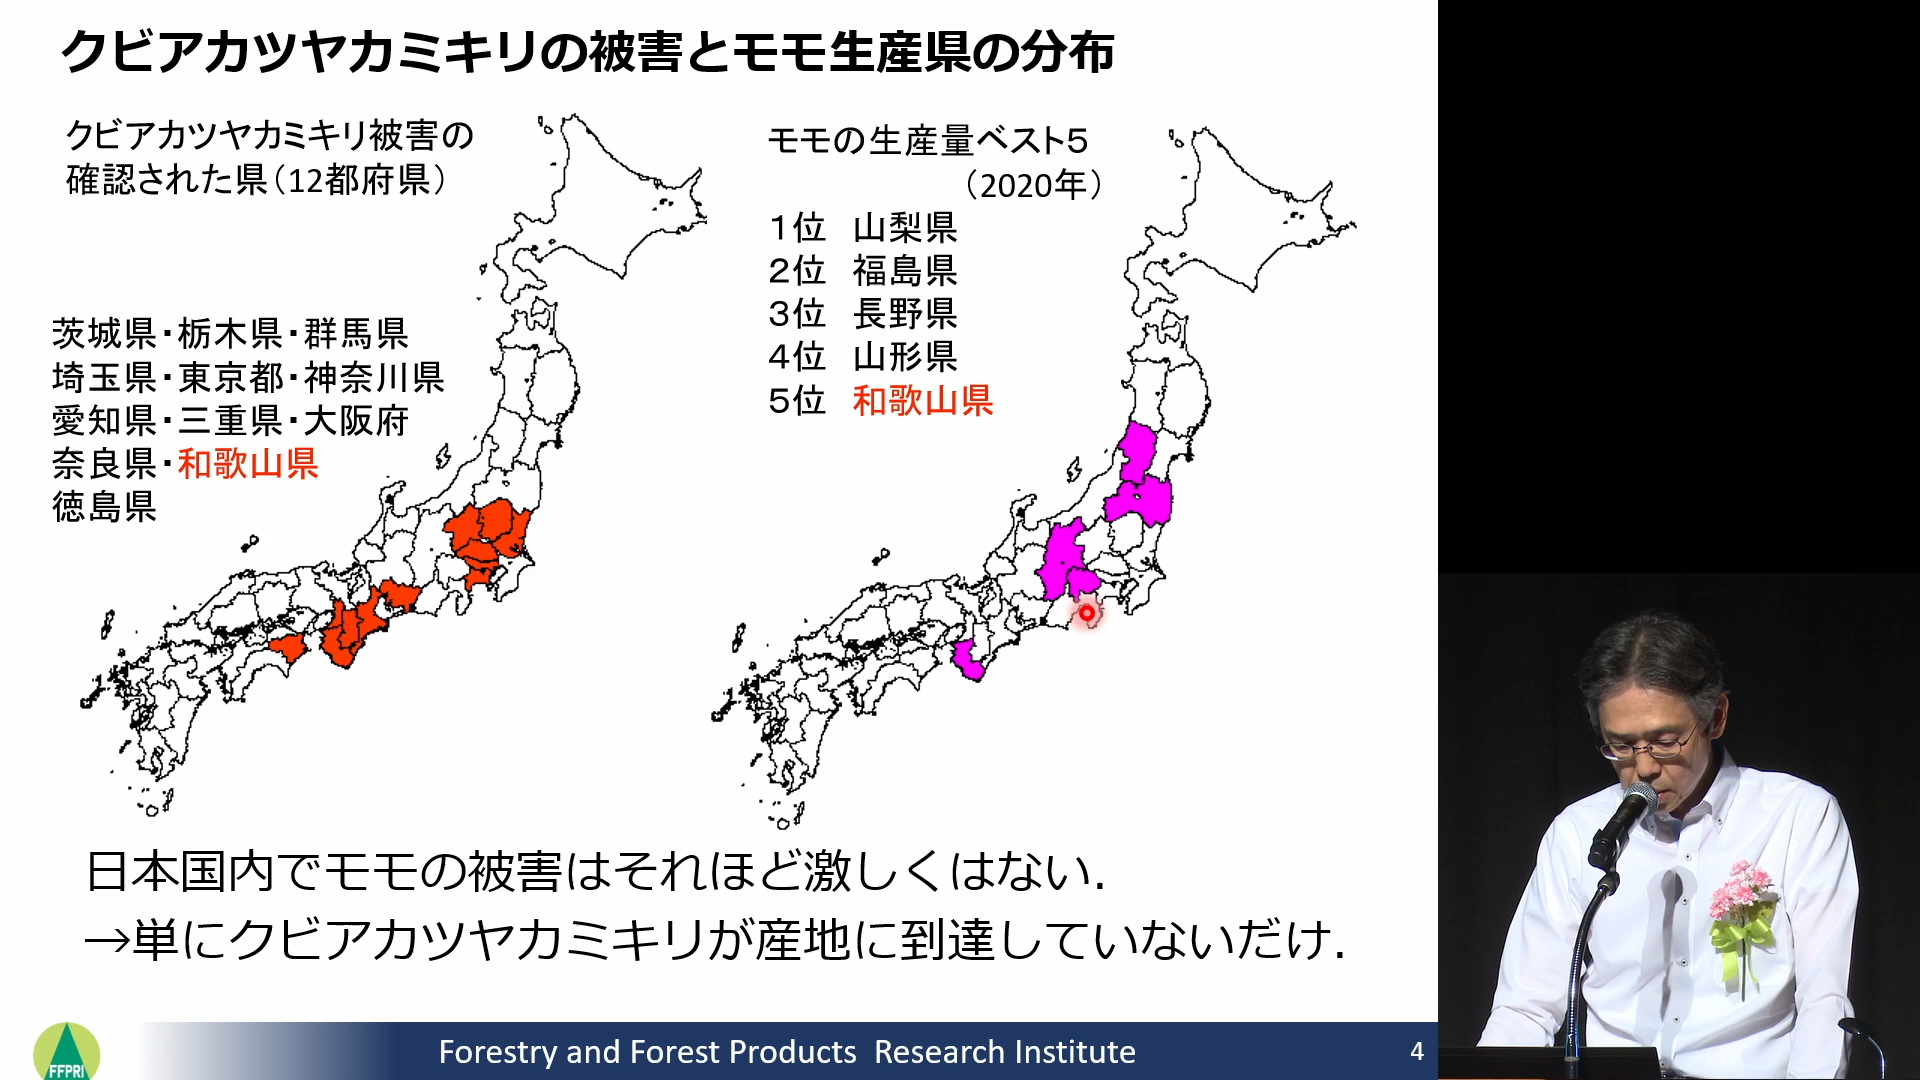 クビアカツヤカミキリの被害とモモ生産県の分布
クビアカツヤカミキリ被害の
確認された県（12都府県）
茨城県・栃木県・群馬県
埼玉県・東京都・神奈川県
愛知県・三重県・大阪府
奈良県・和歌山県
徳島県
モモの生産量ベスト５
（2020年）
１位　山梨県
２位　福島県
３位　長野県
４位　山形県
５位　和歌山県
日本国内でモモの被害はそれほど激しくはない．
→単にクビアカツヤカミキリが産地に到達していないだけ．
FFPRI
Forestry and Forest Products Research Institute
4